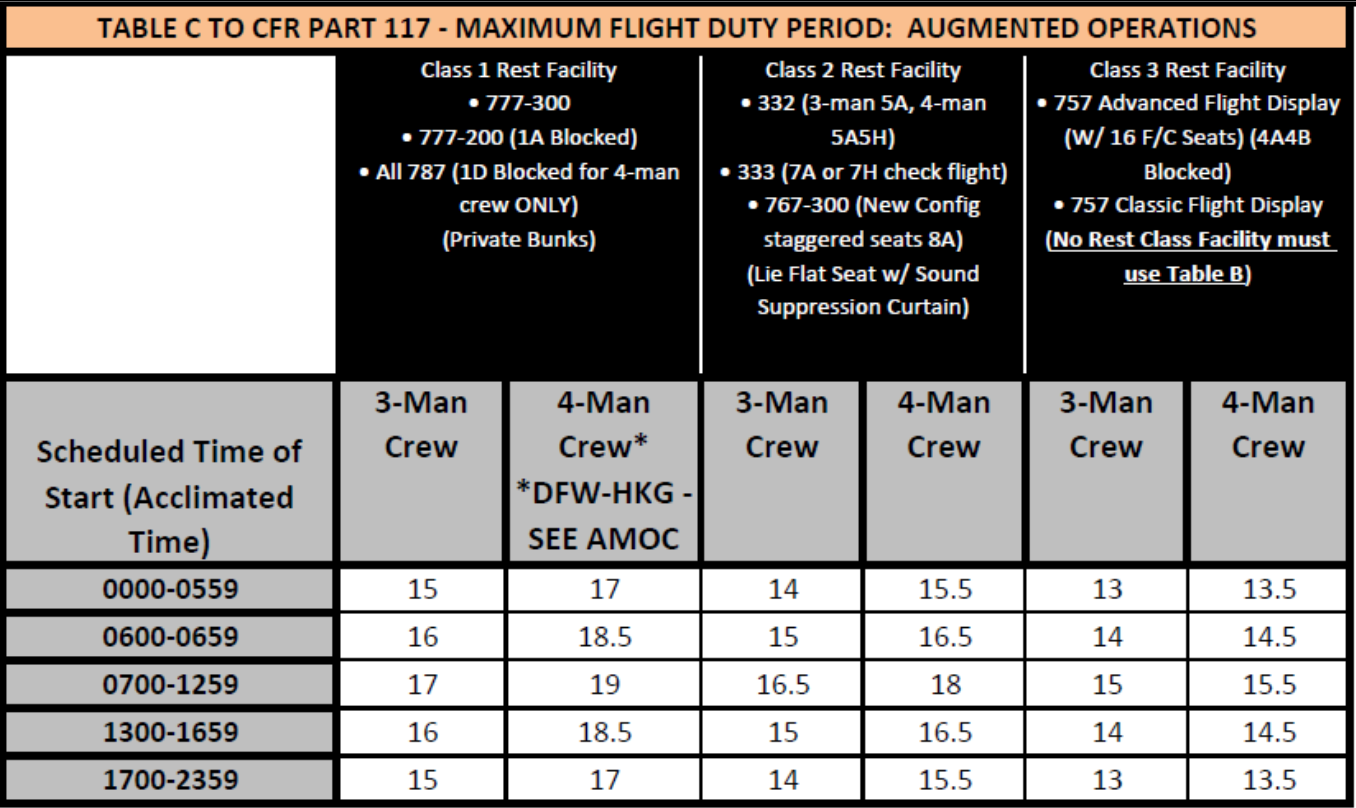 TABLE C TO CFR PART 117 - MAXIMUM FLIGHT DUTY PERIOD: AUGMENTED OPERATIONS
Class 1 Rest Facility
• 777-300
• 777-200 (1A Blocked)
• All 787 (1D Blocked for 4-man
crew ONLY)
(Private Bunks)
Class 2 Rest Facility
• 332 (3-man 5A, 4-man
5A5H)
• 333 (7A or 7H check flight)
• 767-300 (New Config
staggered seats 8A)
(Lie Flat Seat w/ Sound
Suppression Curtain)
Class 3 Rest Facility
• 757 Advanced Flight Display
(W/ 16 F/C Seats) (4A4B
Blocked)
• 757 Classic Flight Display
(No Rest Class Facility must
use Table B)
Scheduled Time of
Start (Acclimated
Time)
3-Man
Crew
4-Man
Crew*
*DFW-HKG -
SEE AMOC
3-Man
Crew
4-Man
Crew
3-Man
Crew
4-Man
Crew
0000-0559 15 17 14 15.5 13 13.5
0600-0659 16 18.5 15 16.5 14 14.5
0700-1259 17 19 16.5 18 15 15.5
1300-1659 16 18.5 15 16.5 14 14.5
1700-2359 15 17 14 15.5 13 13.5